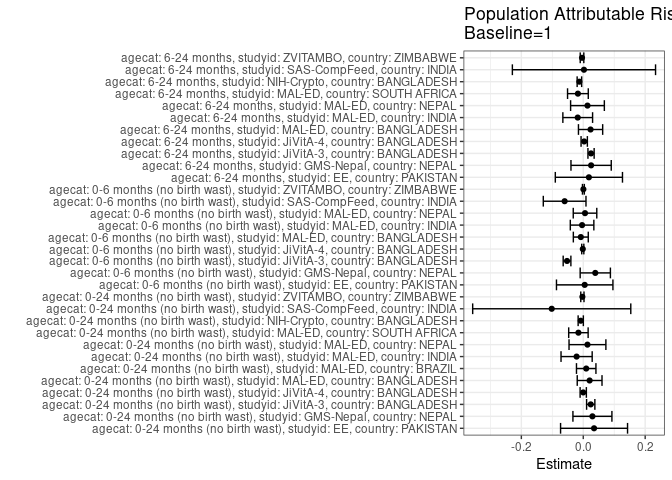 Population Attributable Ris
Baseline=1
agecat: 6-24 months, studyid: ZVITAMBO, country: ZIMBABWE
agecat: 6-24 months, studyid: SAS-CompFeed, country: INDIA
agecat: 6-24 months, studyid: NIH-Crypto, country: BANGLADESH
agecat: 6-24 months, studyid: MAL-ED, country: SOUTH AFRICA
agecat: 6-24 months, studyid: MAL-ED, country: NEPAL
agecat: 6-24 months, studyid: MAL-ED, country: INDIA
agecat: 6-24 months, studyid: MAL-ED, country: BANGLADESH
agecat: 6-24 months, studyid: JiVitA-4, country: BANGLADESH
agecat: 6-24 months, studyid: JiVitA-3, country: BANGLADESH
agecat: 6-24 months, studyid: GMS-Nepal, country: NEPAL
agecat: 6-24 months, studyid: EE, country: PAKISTAN
agecat: 0-6 months (no birth wast), studyid: ZVITAMBO, country: ZIMBABWE
agecat: 0-6 months (no birth wast), studyid: SAS-CompFeed, country: INDIA
agecat: 0-6 months (no birth wast), studyid: MAL-ED, country: NEPAL
agecat: 0-6 months (no birth wast), studyid: MAL-ED, country: INDIA
agecat: 0-6 months (no birth wast), studyid: MAL-ED, country: BANGLADESH
agecat: 0-6 months (no birth wast), studyid: JiVitA-4, country: BANGLADESH
agecat: 0-6 months (no birth wast), studyid: JiVitA-3, country: BANGLADESH
agecat: 0-6 months (no birth wast), studyid: GMS-Nepal, country: NEPAL
agecat: 0-6 months (no birth wast), studyid: EE, country: PAKISTAN
agecat: 0-24 months (no birth wast), studyid: ZVITAMBO, country: ZIMBABWE
agecat: 0-24 months (no birth wast), studyid: SAS-CompFeed, country: INDIA
agecat: 0-24 months (no birth wast), studyid: NIH-Crypto, country: BANGLADESH
agecat: 0-24 months (no birth wast), studyid: MAL-ED, country: SOUTH AFRICA
agecat: 0-24 months (no birth wast), studyid: MAL-ED, country: NEPAL
agecat: 0-24 months (no birth wast), studyid: MAL-ED, country: INDIA
agecat: 0-24 months (no birth wast), studyid: MAL-ED, country: BRAZIL
agecat: 0-24 months (no birth wast), studyid: MAL-ED, country: BANGLADESH
agecat: 0-24 months (no birth wast), studyid: JiVitA-4, country: BANGLADESH
agecat: 0-24 months (no birth wast), studyid: JiVitA-3, country: BANGLADESH
agecat: 0-24 months (no birth wast), studyid: GMS-Nepal, country: NEPAL
agecat: 0-24 months (no birth wast), studyid: EE, country: PAKISTAN
-0.2 0.0 0.2
Estimate